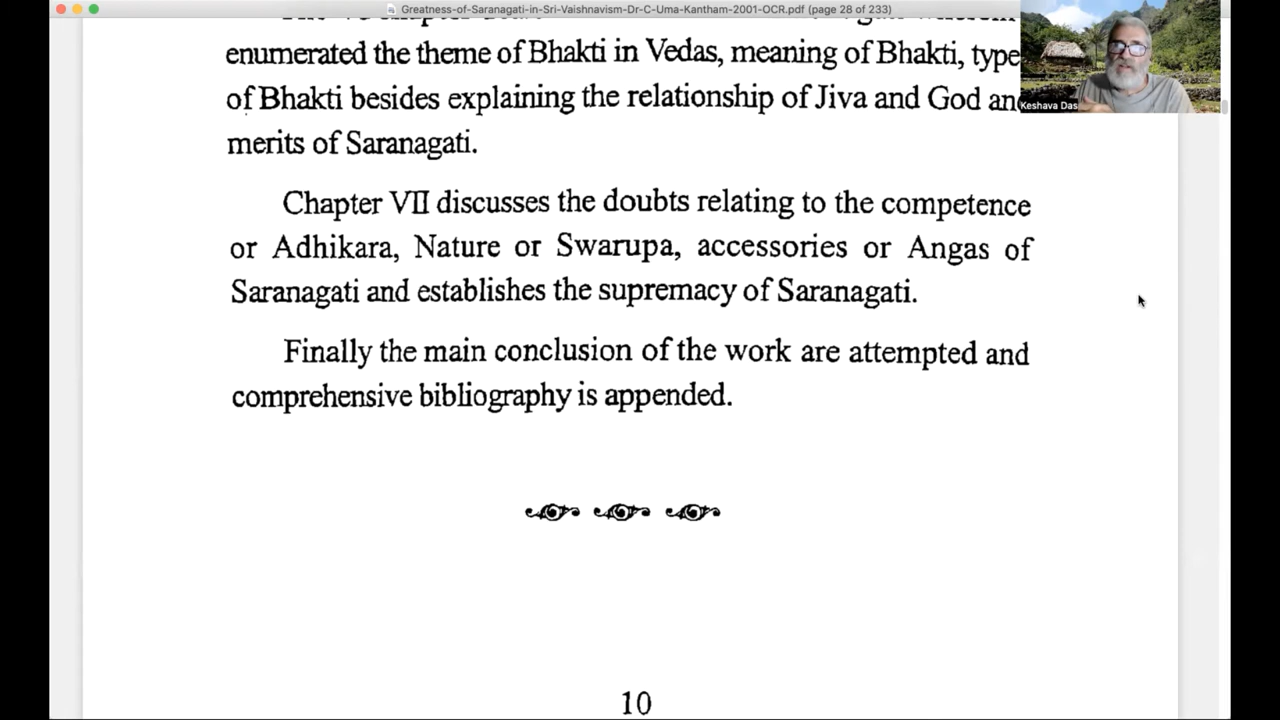 Greatness-of-Saranagati-in-Sri-Vaishnavism-Dr-C-Uma-Kantham-2001-OCR.pdf (page 28 of 233)
enumerated the theme of Bhakti in Vedas, meaning of Bhakti, type
of Bhakti besides explaining the relationship of Jiva and God an
Keshava Das
merits of Saranagati.
Chapter VII discusses the doubts relating to the competence
or Adhikara, Nature or Swarupa, accessories or Angas of
Saranagati and establishes the supremacy of Saranagati.
Finally the main conclusion of the work are attempted and
comprehensive bibliography is appended.
10